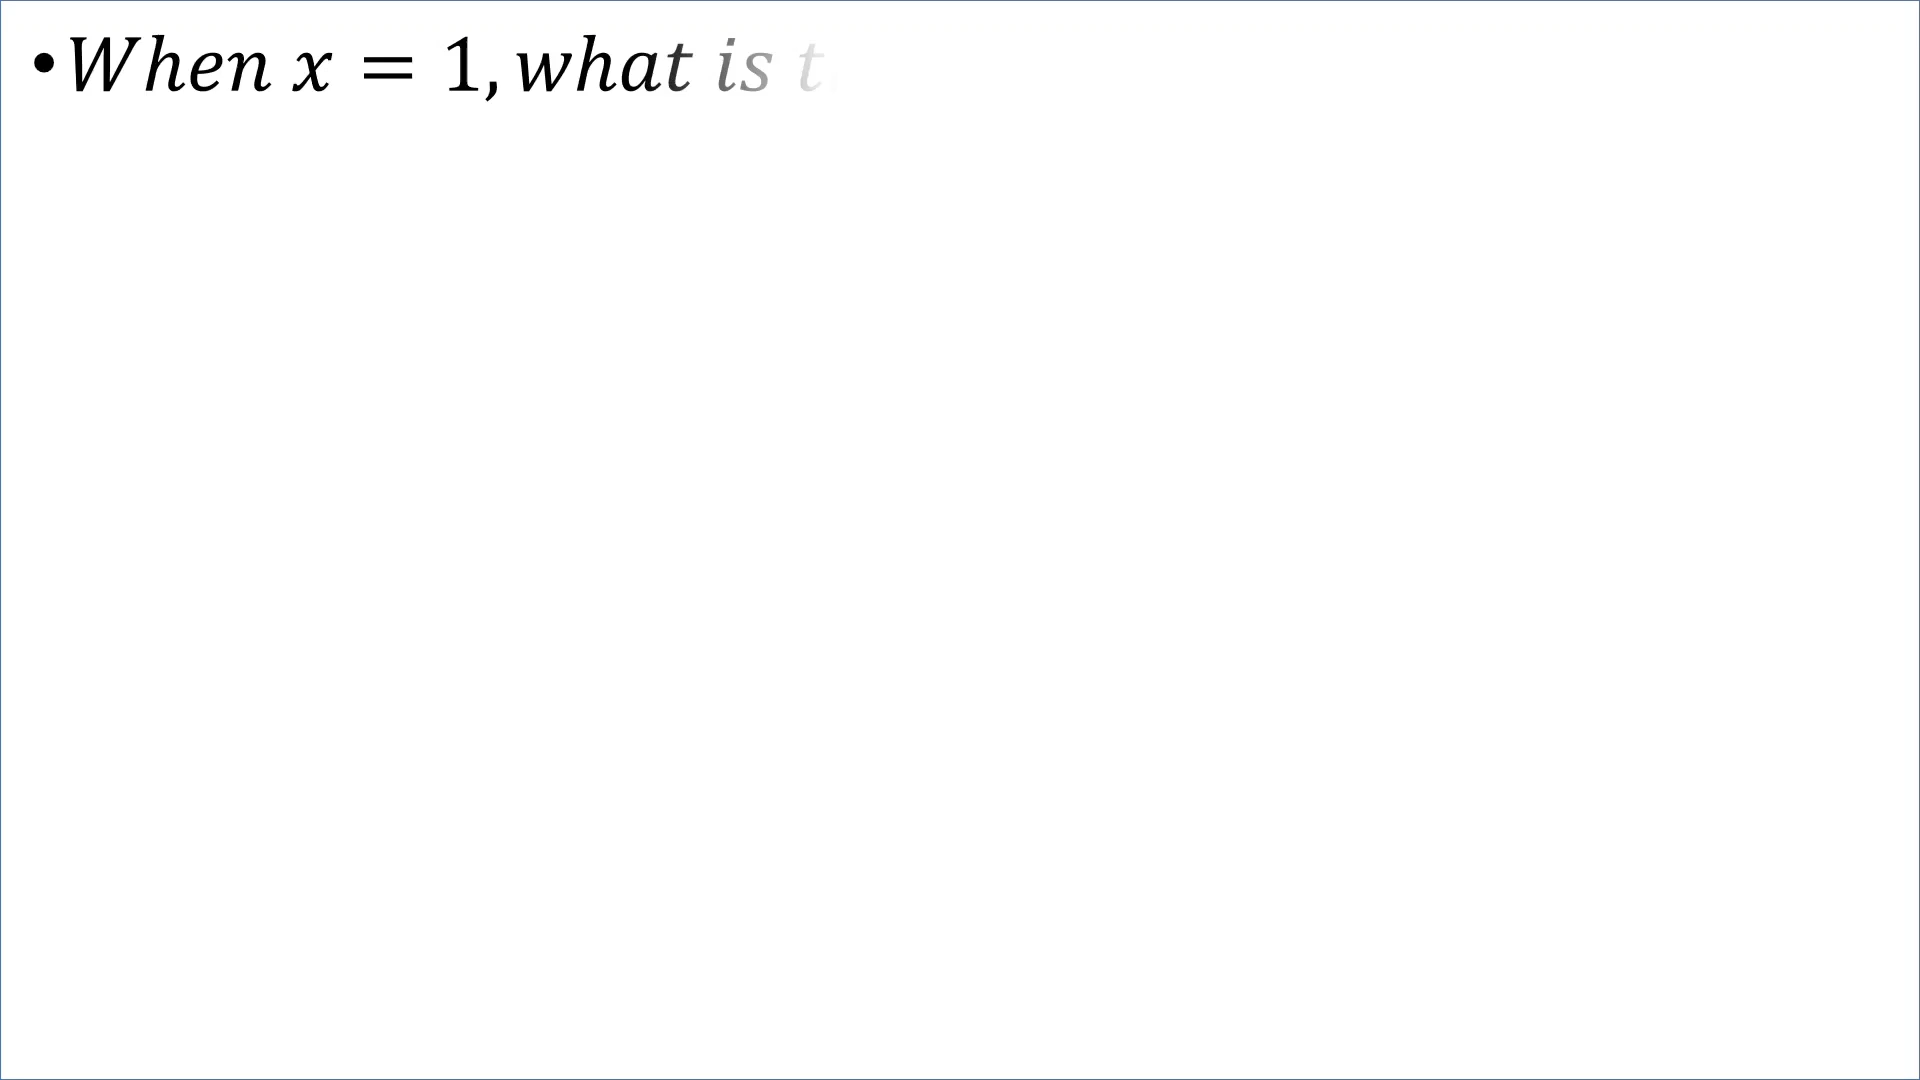 • When x = 1, what is t